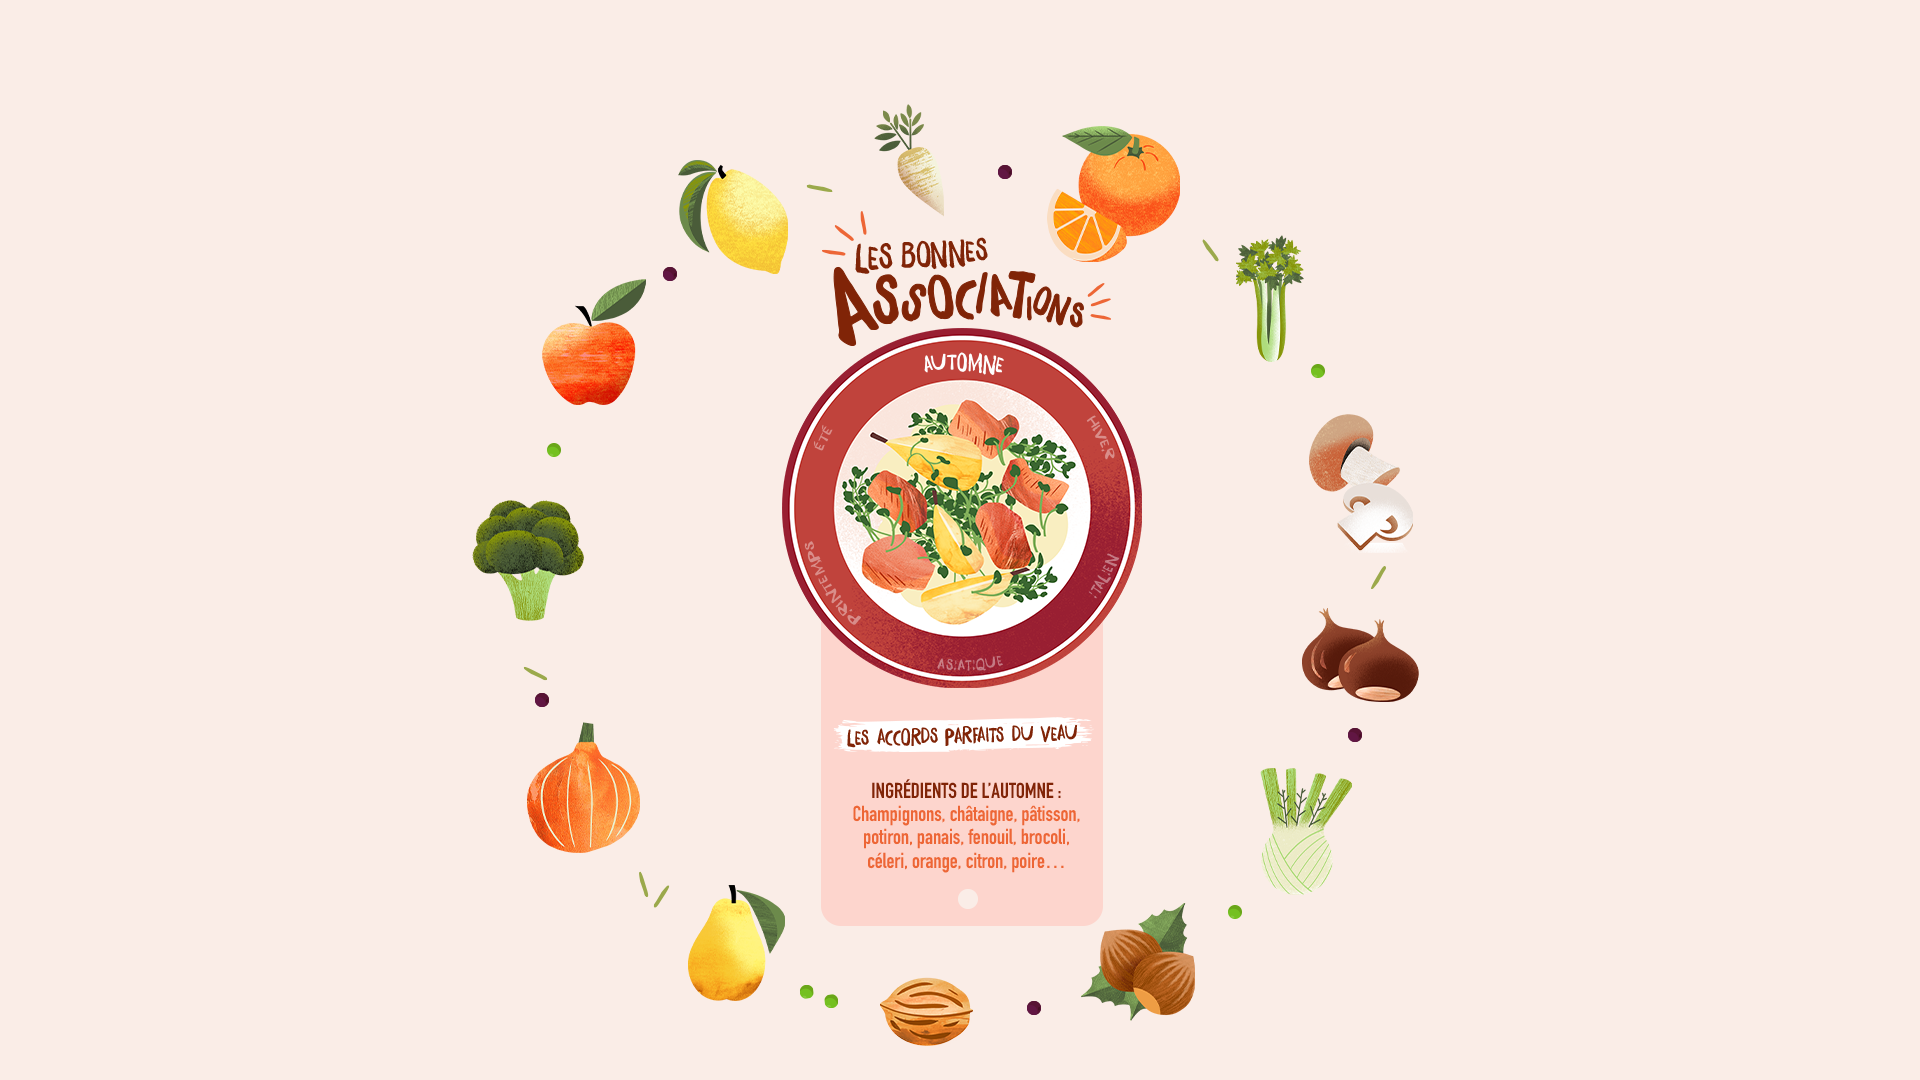 LES BONNES
ASSOCIATIONS
AUTOMNE
ÉTÉ
HIVER
PRINTEMPS
ITALIEN
ASIATIQUE
LES ACCORDS PARFAITS DU VEAU
INGRÉDIENTS DE L'AUTOMNE :
Champignons, châtaigne, pâtisson,
potiron, panais, fenouil, brocoli,
céleri, orange, citron, poire...